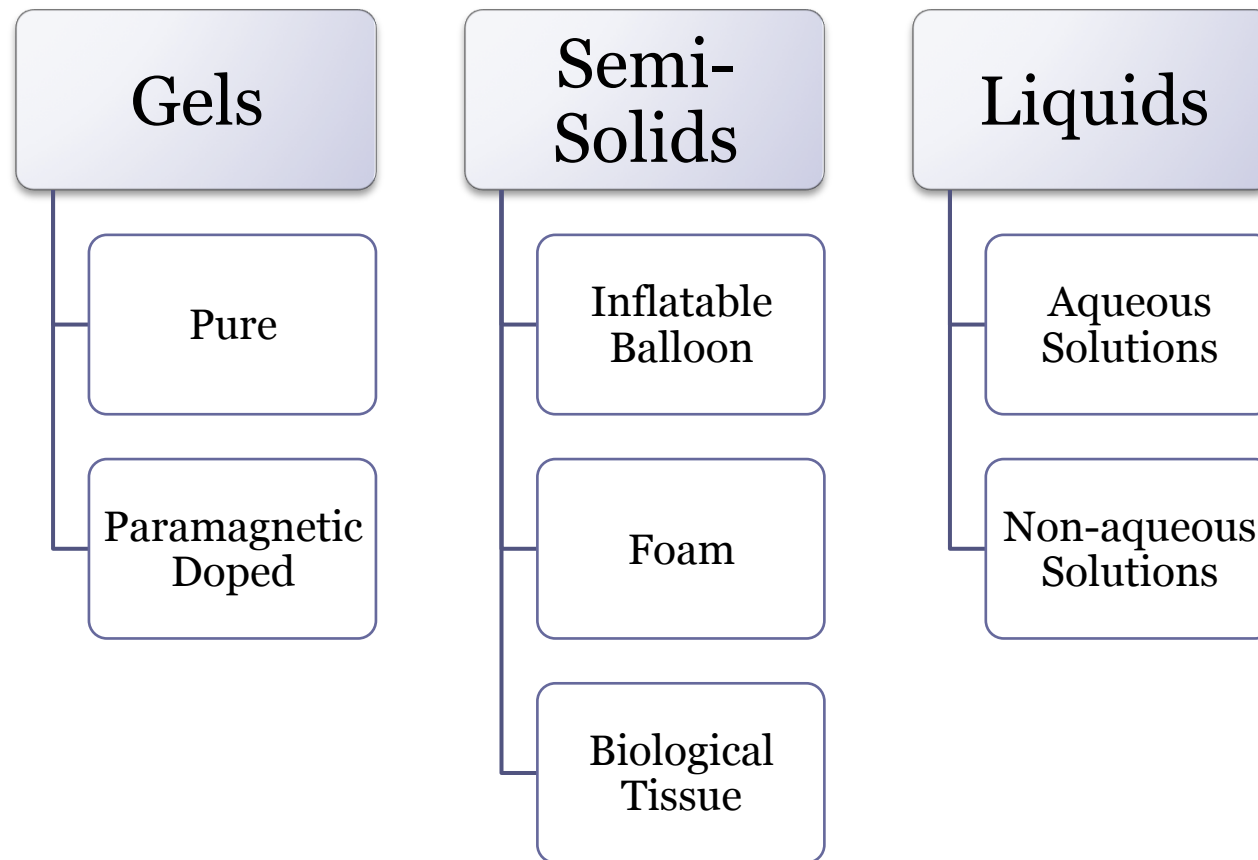 Gels
Pure
Paramagnetic
Doped
Semi-
Solids
Inflatable
Balloon
Foam
Biological
Tissue
Liquids
Aqueous
Solutions
Non-aqueous
Solutions